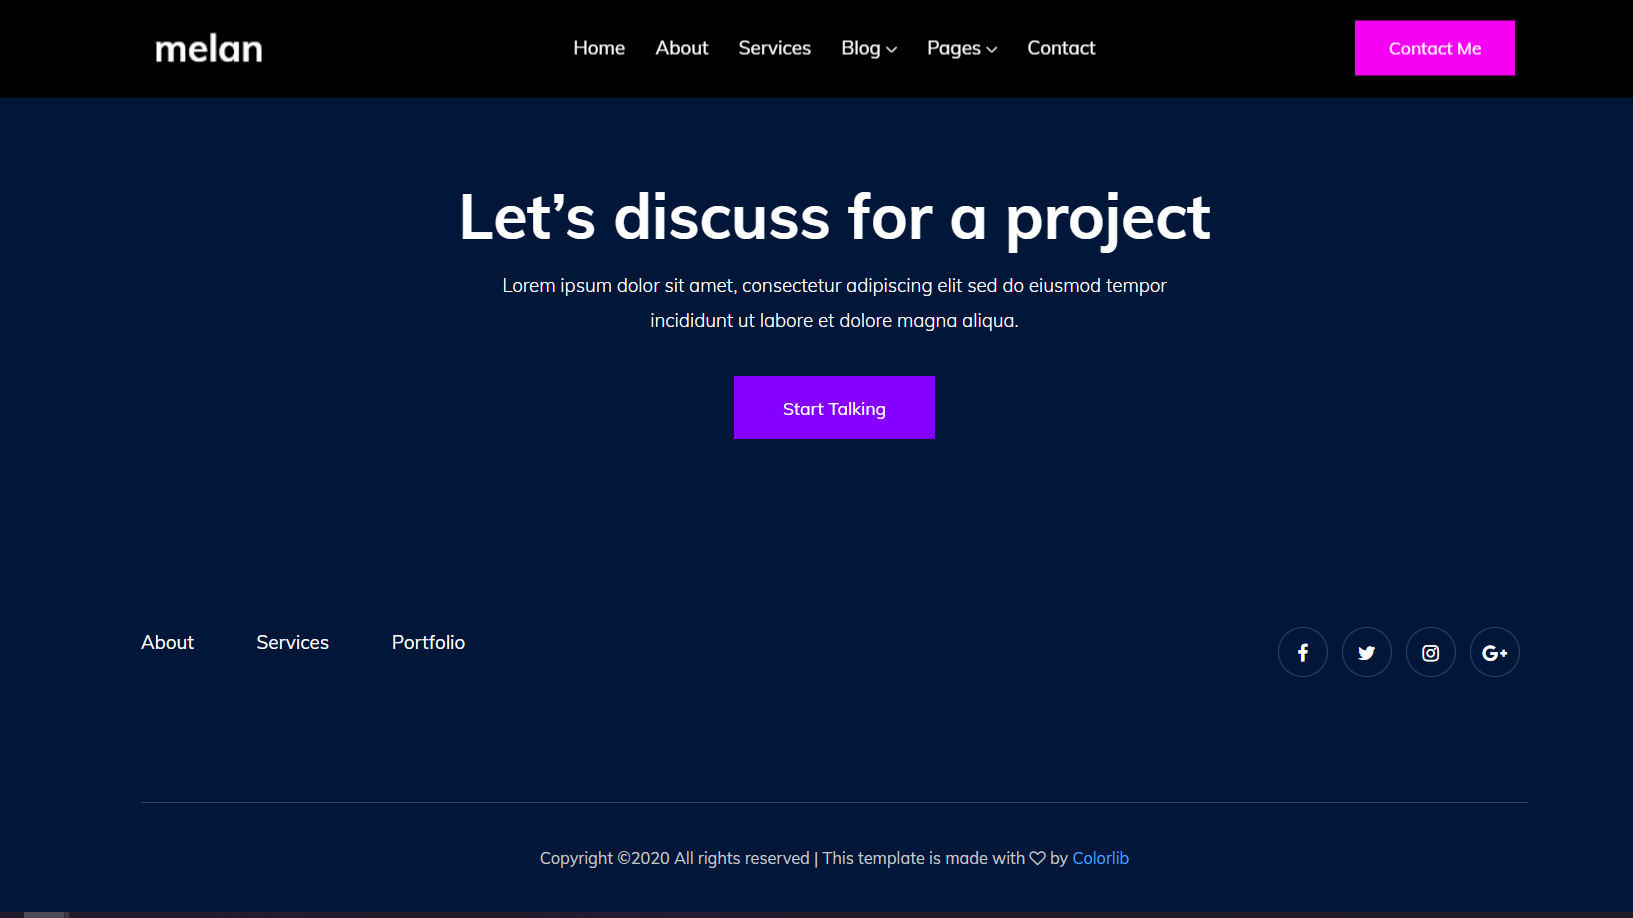 melan
Home About Services Blog Pages Contact
Contact Me
Let’s discuss for a project
Lorem ipsum dolor sit amet, consectetur adipiscing elit sed do eiusmod tempor
incididunt ut labore et dolore magna aliqua.
Start Talking
About Services Portfolio
Copyright ©2020 All rights reserved | This template is made with ♡ by Colorlib